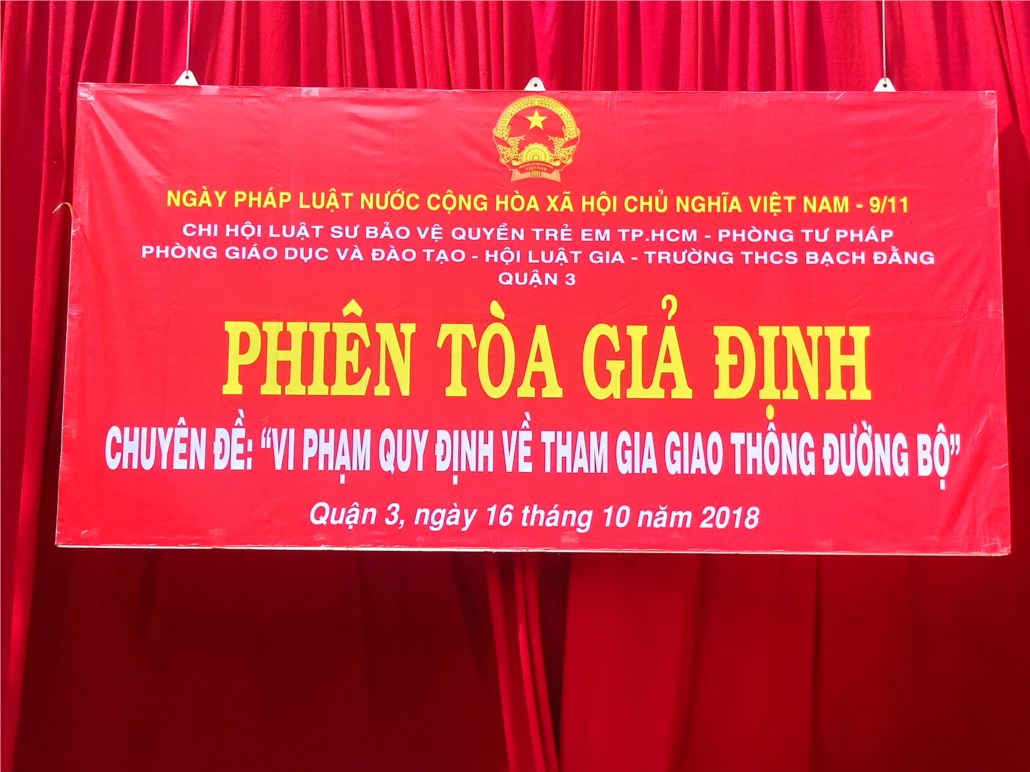 VIỆT NAM
NGÀY PHÁP LUẬT NƯỚC CỘNG HÒA XÃ HỘI CHỦ NGHĨA VIỆT NAM - 9/11
CHI HỘI LUẬT SƯ BẢO VỆ QUYỀN TRẺ EM TP.HCM - PHÒNG TƯ PHÁP
PHÒNG GIÁO DỤC VÀ ĐÀO TẠO - HỘI LUẬT GIA - TRƯỜNG THCS BẠCH ĐẰNG
QUẬN 3
PHIÊN TÒA GIẢ ĐỊNH
CHUYÊN ĐỀ: “VI PHẠM QUY ĐỊNH VỀ THAM GIA GIAO THÔNG ĐƯỜNG BỘ”
Quận 3, ngày 16 tháng 10 năm 2018